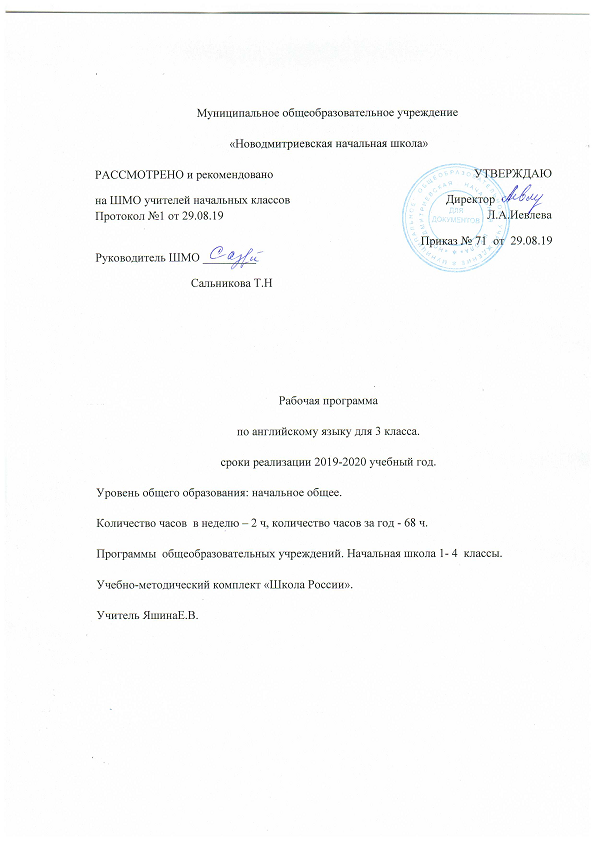 Муниципальное общеобразовательное учреждение
«Новодмитриевская начальная школа»
РАССМОТРЕНО и рекомендовано УТВЕРЖДАЮ
на ШМО учителей начальных классов Директор
Протокол №1 от 29.08.19 Л.А.Иевлева
Приказ № 71 от 29.08.19
Руководитель ШМО
Сальникова Т.Н
ДЛЯ
ДОКУМЕНТОВ
Рабочая программа
по английскому языку для 3 класса.
сроки реализации 2019-2020 учебный год.
Уровень общего образования: начальное общее.
Количество часов в неделю – 2 ч, количество часов за год - 68 ч.
Программы общеобразовательных учреждений. Начальная школа 1- 4 классы.
Учебно-методический комплект «Школа России».
Учитель ЯшинаЕ.В.